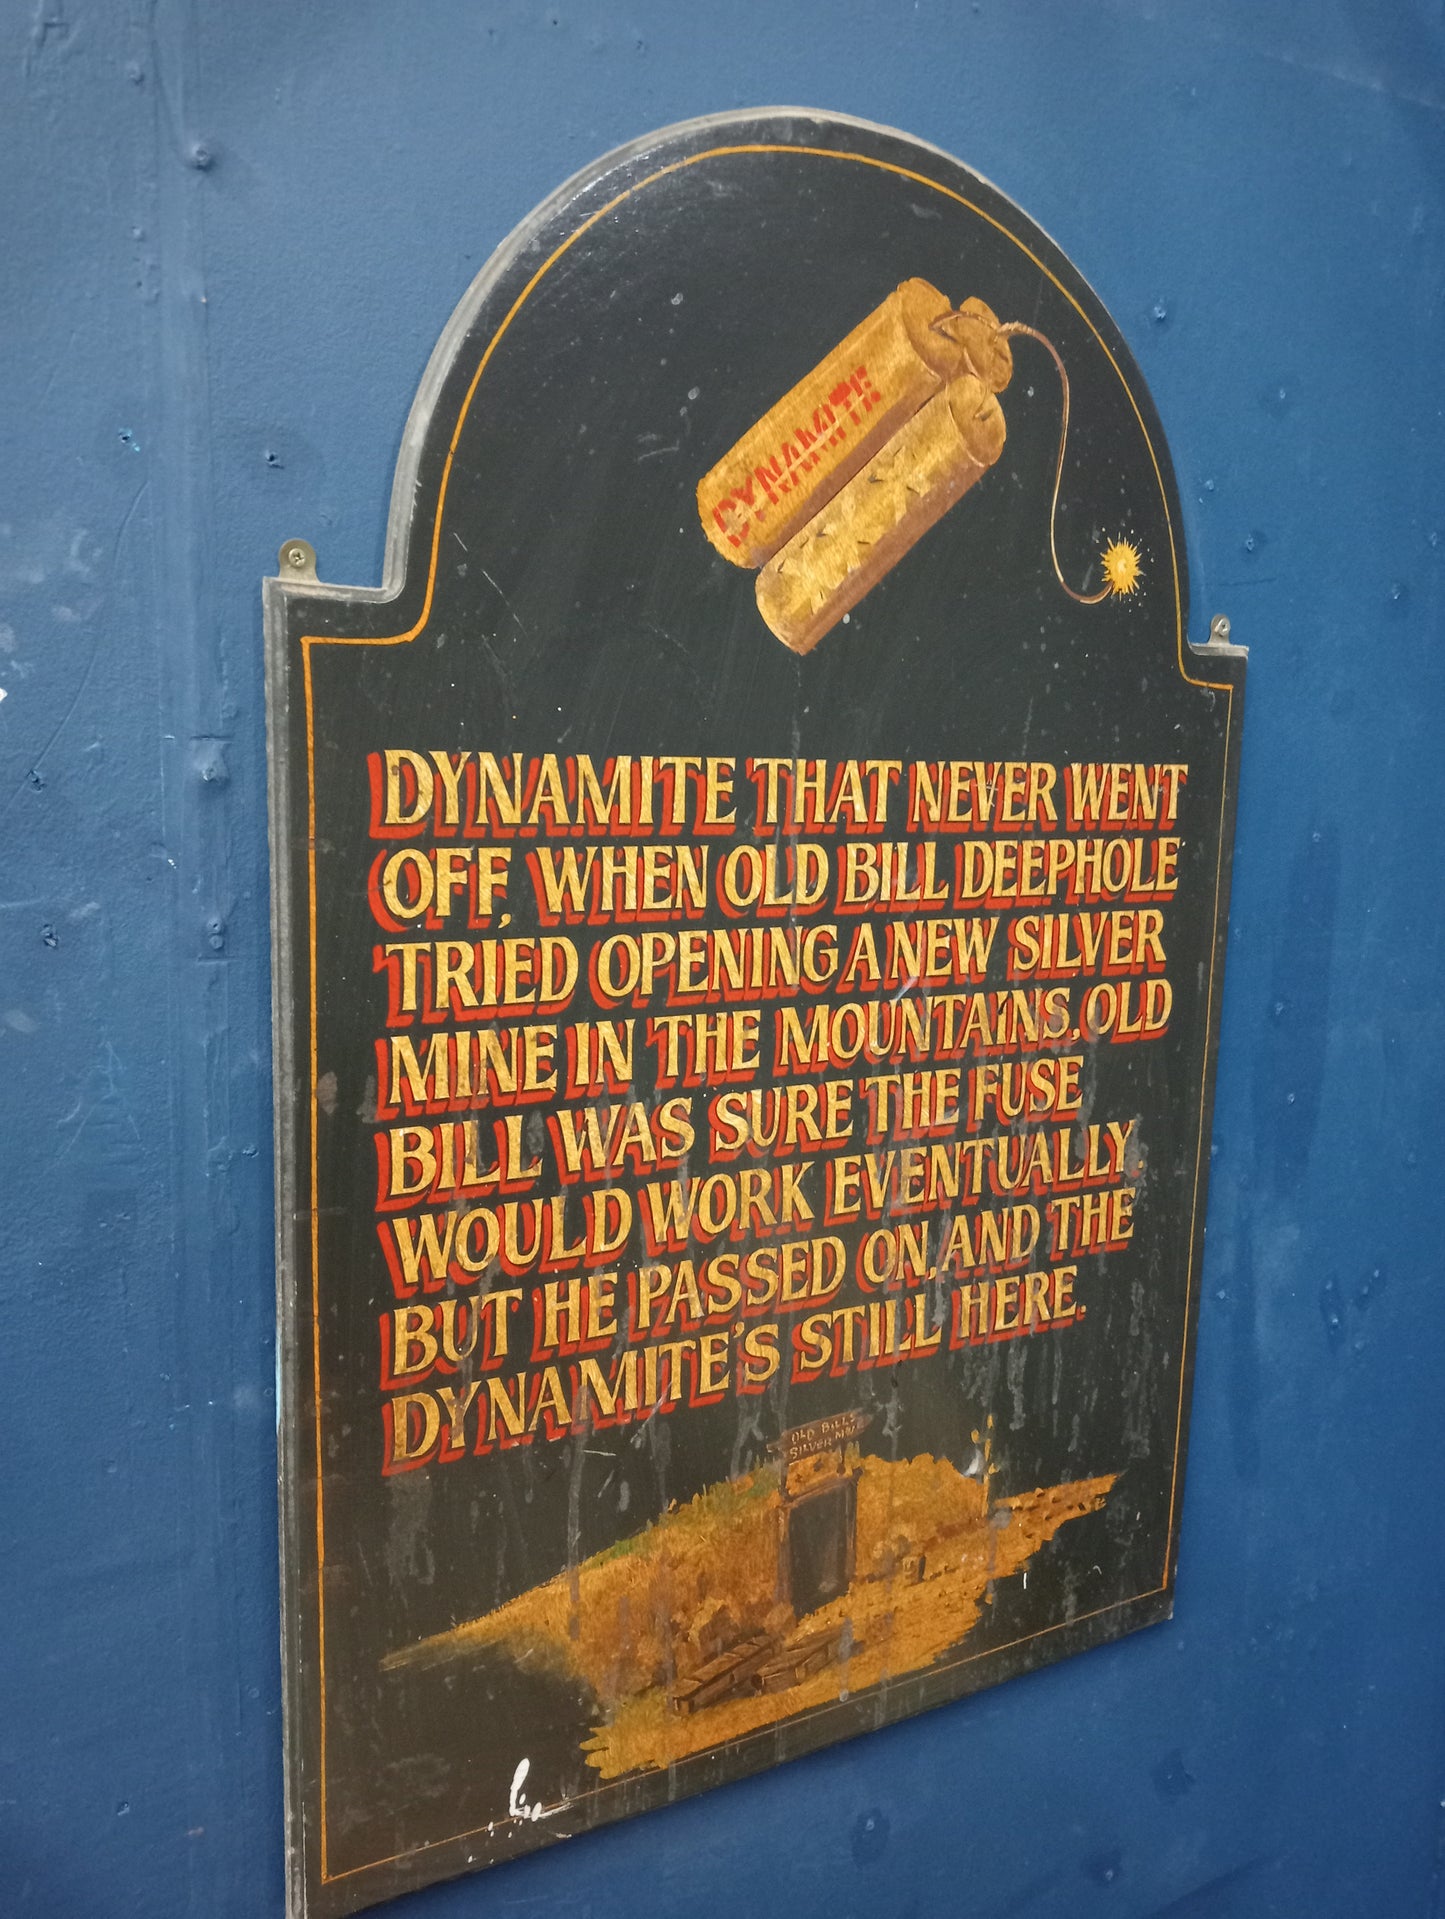 DYNAMITE
DYNAMITE THAT NEVER WENT
OFF, WHEN OLD BILL DEEPHOLE
TRIED OPENING A NEW SILVER
MINE IN THE MOUNTAINS, OLD
BILL WAS SURE THE FUSE
WOULD WORK EVENTUALLY.
BUT HE PASSED ON, AND THE
DYNAMITE'S STILL HERE.
OLD BILLS
SILVER MINE